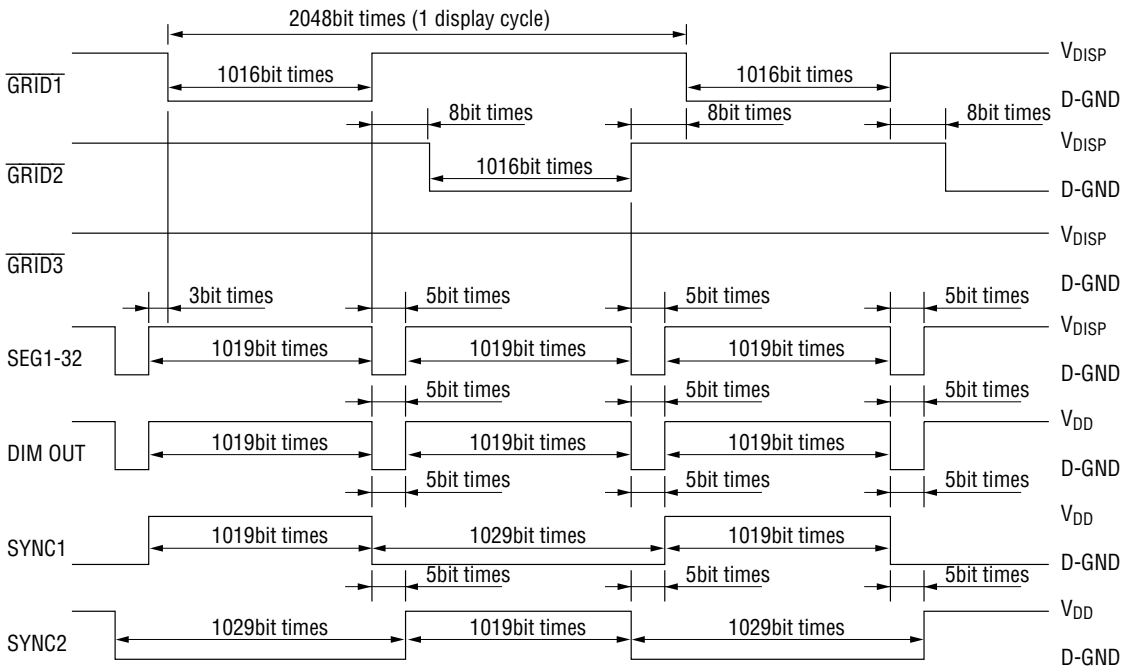 2048bit times (1 display cycle)
GRID1
1016bit times
1016bit times
VDISP
D-GND
8bit times
8bit times
8bit times
GRID2
1016bit times
VDISP
D-GND
GRID3
VDISP
D-GND
3bit times
5bit times
5bit times
5bit times
SEG1-32
1019bit times
1019bit times
1019bit times
VDISP
D-GND
5bit times
5bit times
5bit times
DIM OUT
1019bit times
1019bit times
1019bit times
VDD
D-GND
5bit times
5bit times
5bit times
SYNC1
1019bit times
1029bit times
1019bit times
VDD
D-GND
5bit times
5bit times
5bit times
SYNC2
1029bit times
1019bit times
1029bit times
VDD
D-GND